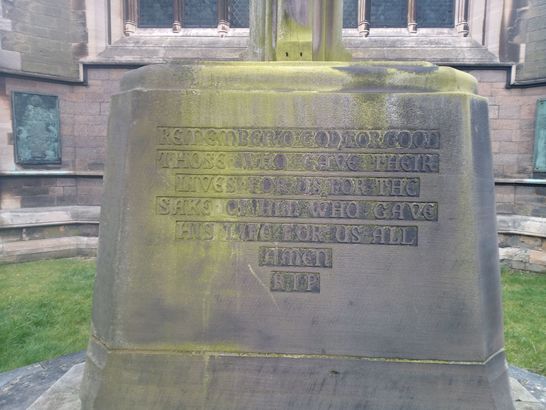 REMEMBER O GOD FOR GOOD
THOSE WHO GAVE THEIR
LIVES FOR US FOR THE
SAKE OF HIM WHO GAVE
HIS LIFE FOR US ALL
AMEN
R·I·P